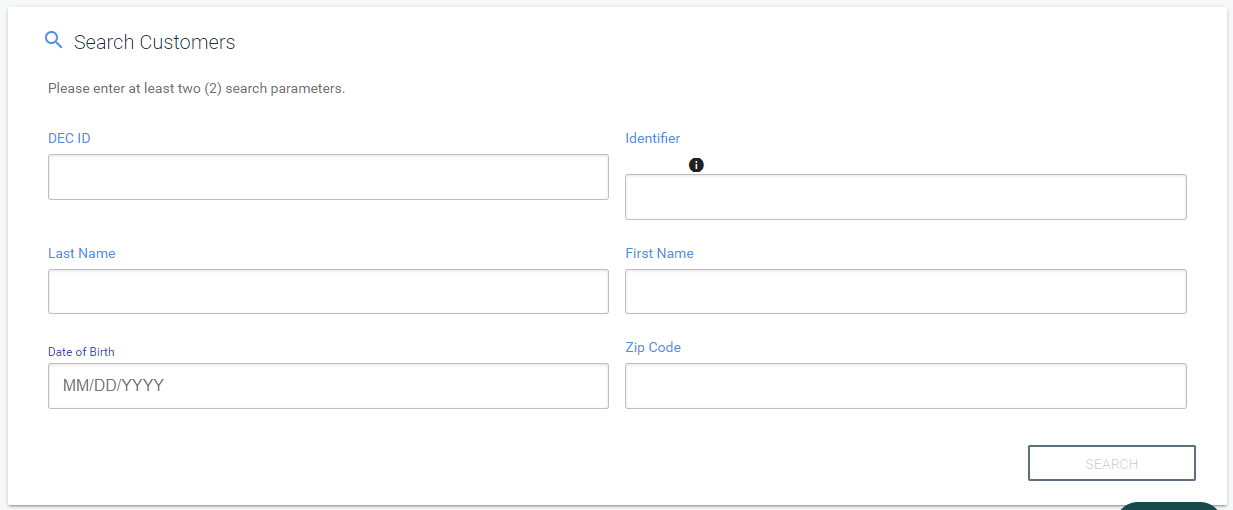 Search Customers
Please enter at least two (2) search parameters.
DEC ID
Identifier
Last Name
First Name
Date of Birth
Zip Code
MM/DD/YYYY
SEARCH